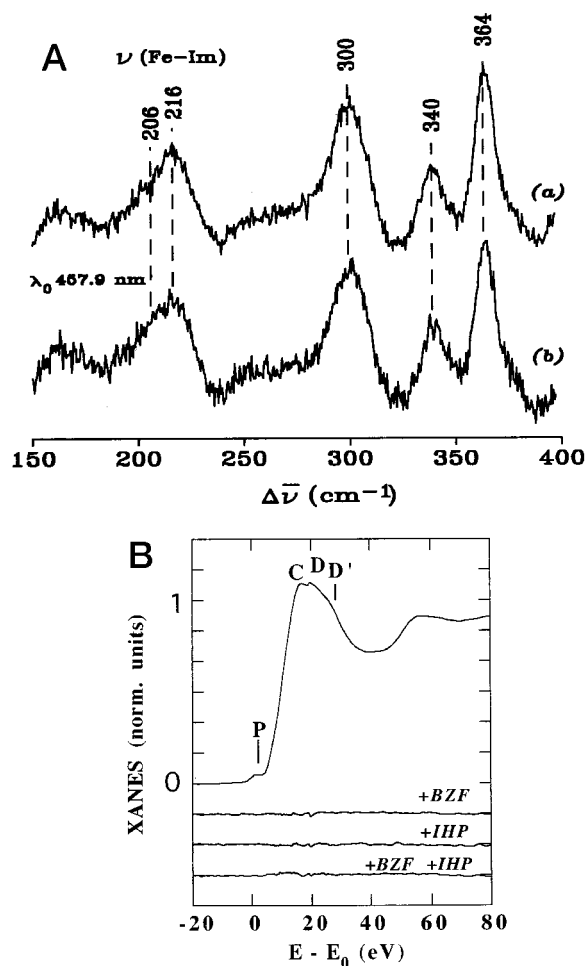 A
ν (Fe-Im)
206
216
300
340
364
(a)
λ₀ 457.9 nm
(b)
150 200 250 300 350 400
Δν̅ (cm⁻¹)
B
C D D'
1
P
0
XANES (norm. units)
+BZF
+IHP
+BZF +IHP
-20 0 20 40 60 80
E - E₀ (eV)